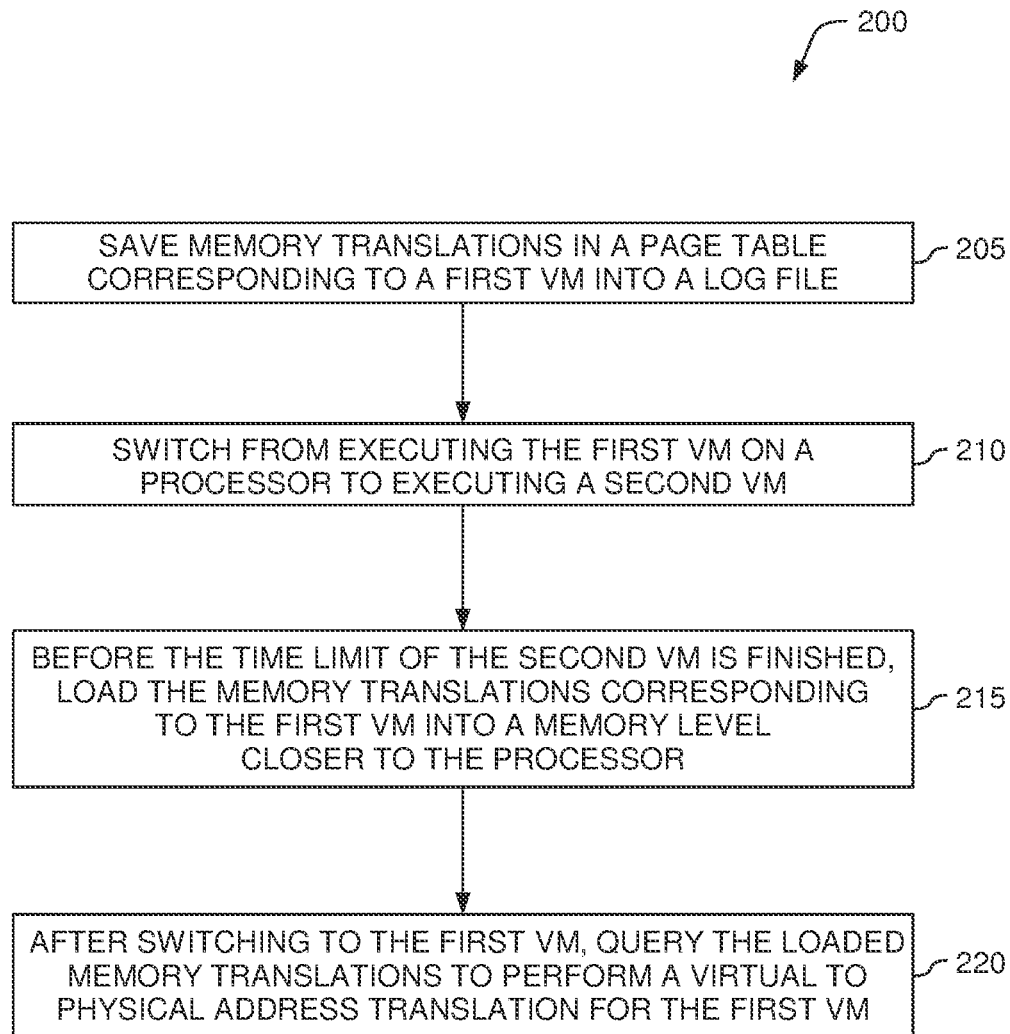 200
SAVE MEMORY TRANSLATIONS IN A PAGE TABLE
CORRESPONDING TO A FIRST VM INTO A LOG FILE
205
SWITCH FROM EXECUTING THE FIRST VM ON A
PROCESSOR TO EXECUTING A SECOND VM
210
BEFORE THE TIME LIMIT OF THE SECOND VM IS FINISHED,
LOAD THE MEMORY TRANSLATIONS CORRESPONDING
TO THE FIRST VM INTO A MEMORY LEVEL
CLOSER TO THE PROCESSOR
215
AFTER SWITCHING TO THE FIRST VM, QUERY THE LOADED
MEMORY TRANSLATIONS TO PERFORM A VIRTUAL TO
PHYSICAL ADDRESS TRANSLATION FOR THE FIRST VM
220